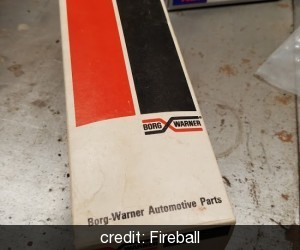 BORG WARNER
Borg-Warner Automotive Parts
credit: Fireball